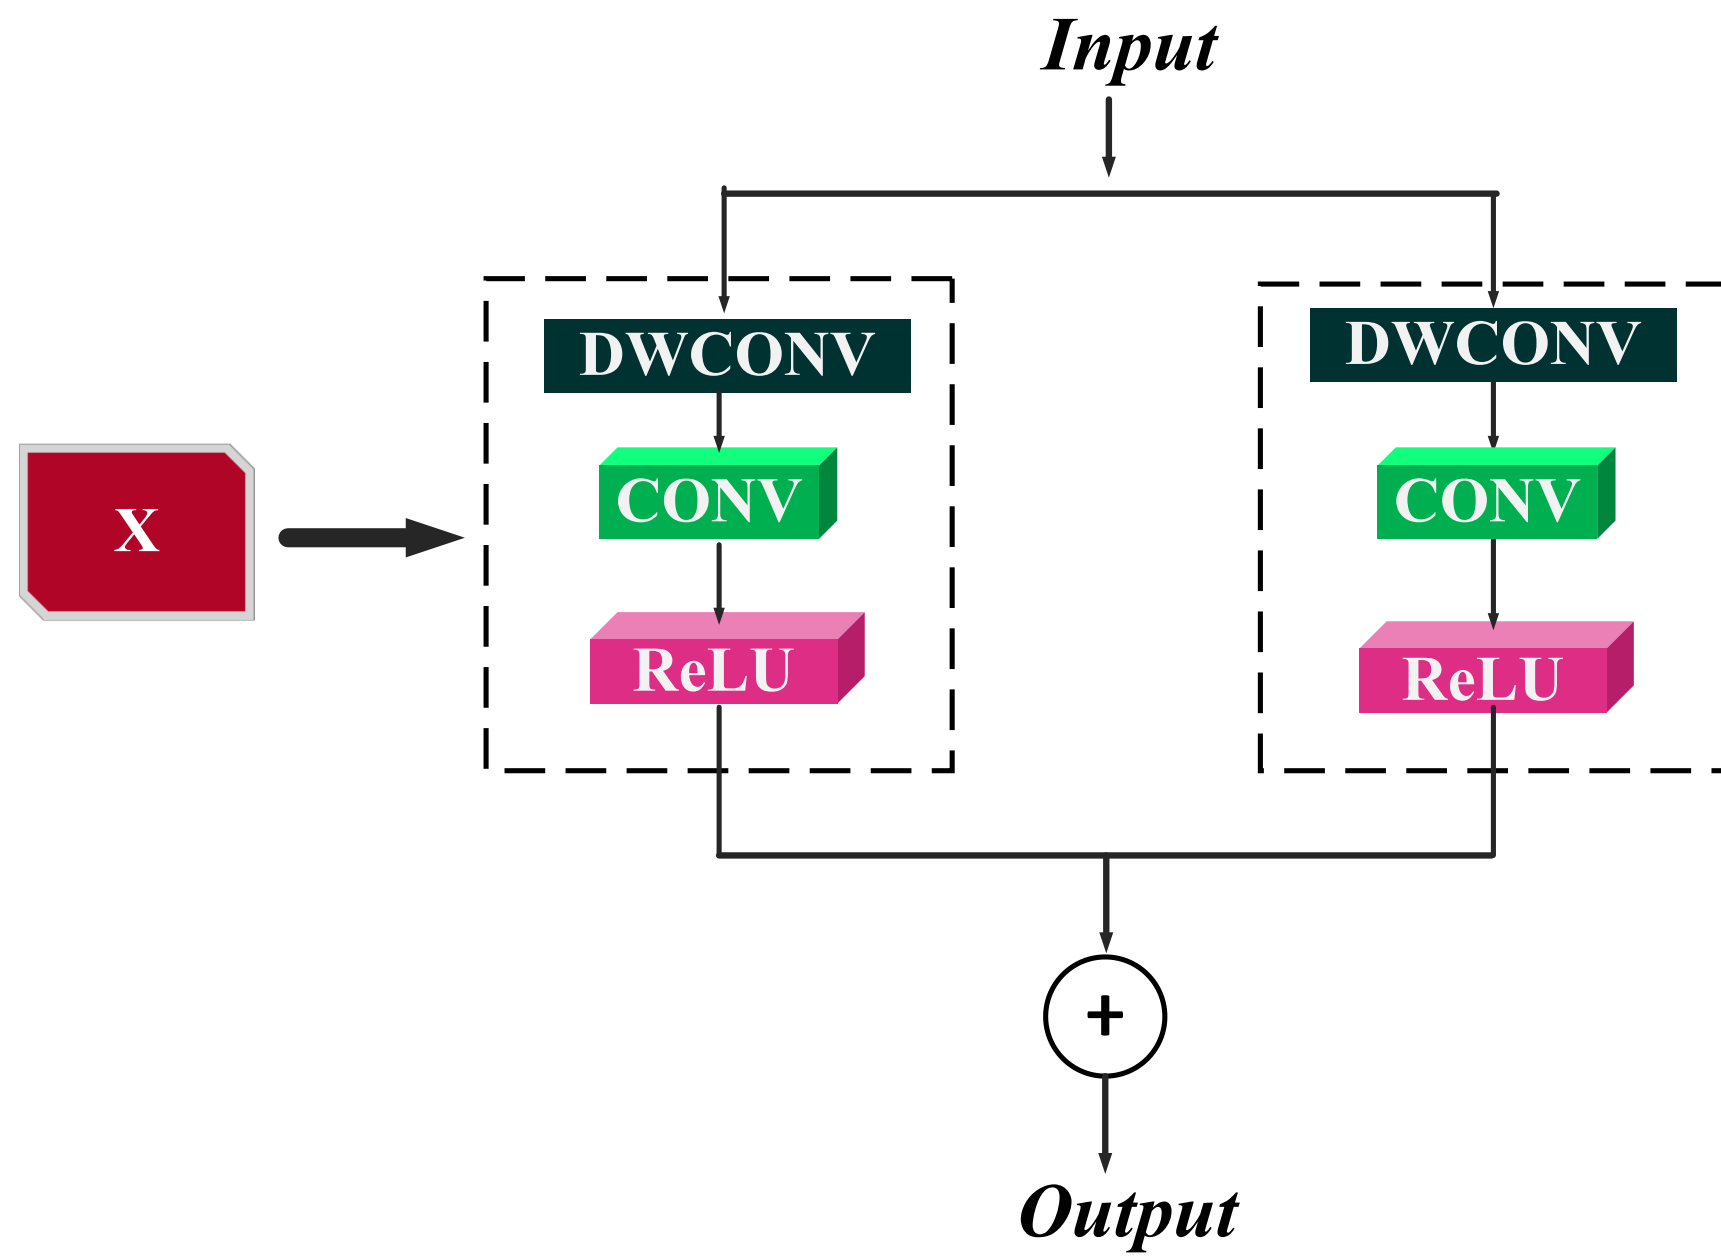 Input
DWCONV
DWCONV
CONV
CONV
X
ReLU
ReLU
+
Output